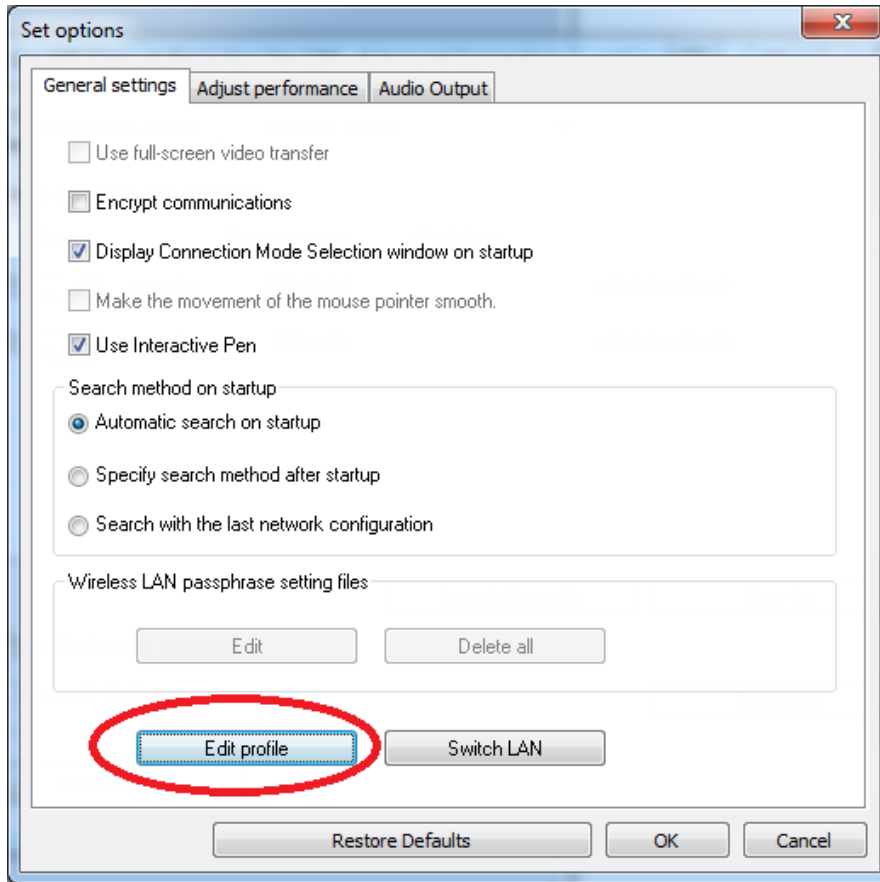 Set options
General settings Adjust performance Audio Output
Use full-screen video transfer
Encrypt communications
Display Connection Mode Selection window on startup
Make the movement of the mouse pointer smooth.
Use Interactive Pen
Search method on startup
Automatic search on startup
Specify search method after startup
Search with the last network configuration
Wireless LAN passphrase setting files
Edit Delete all
Edit profile Switch LAN
Restore Defaults OK Cancel